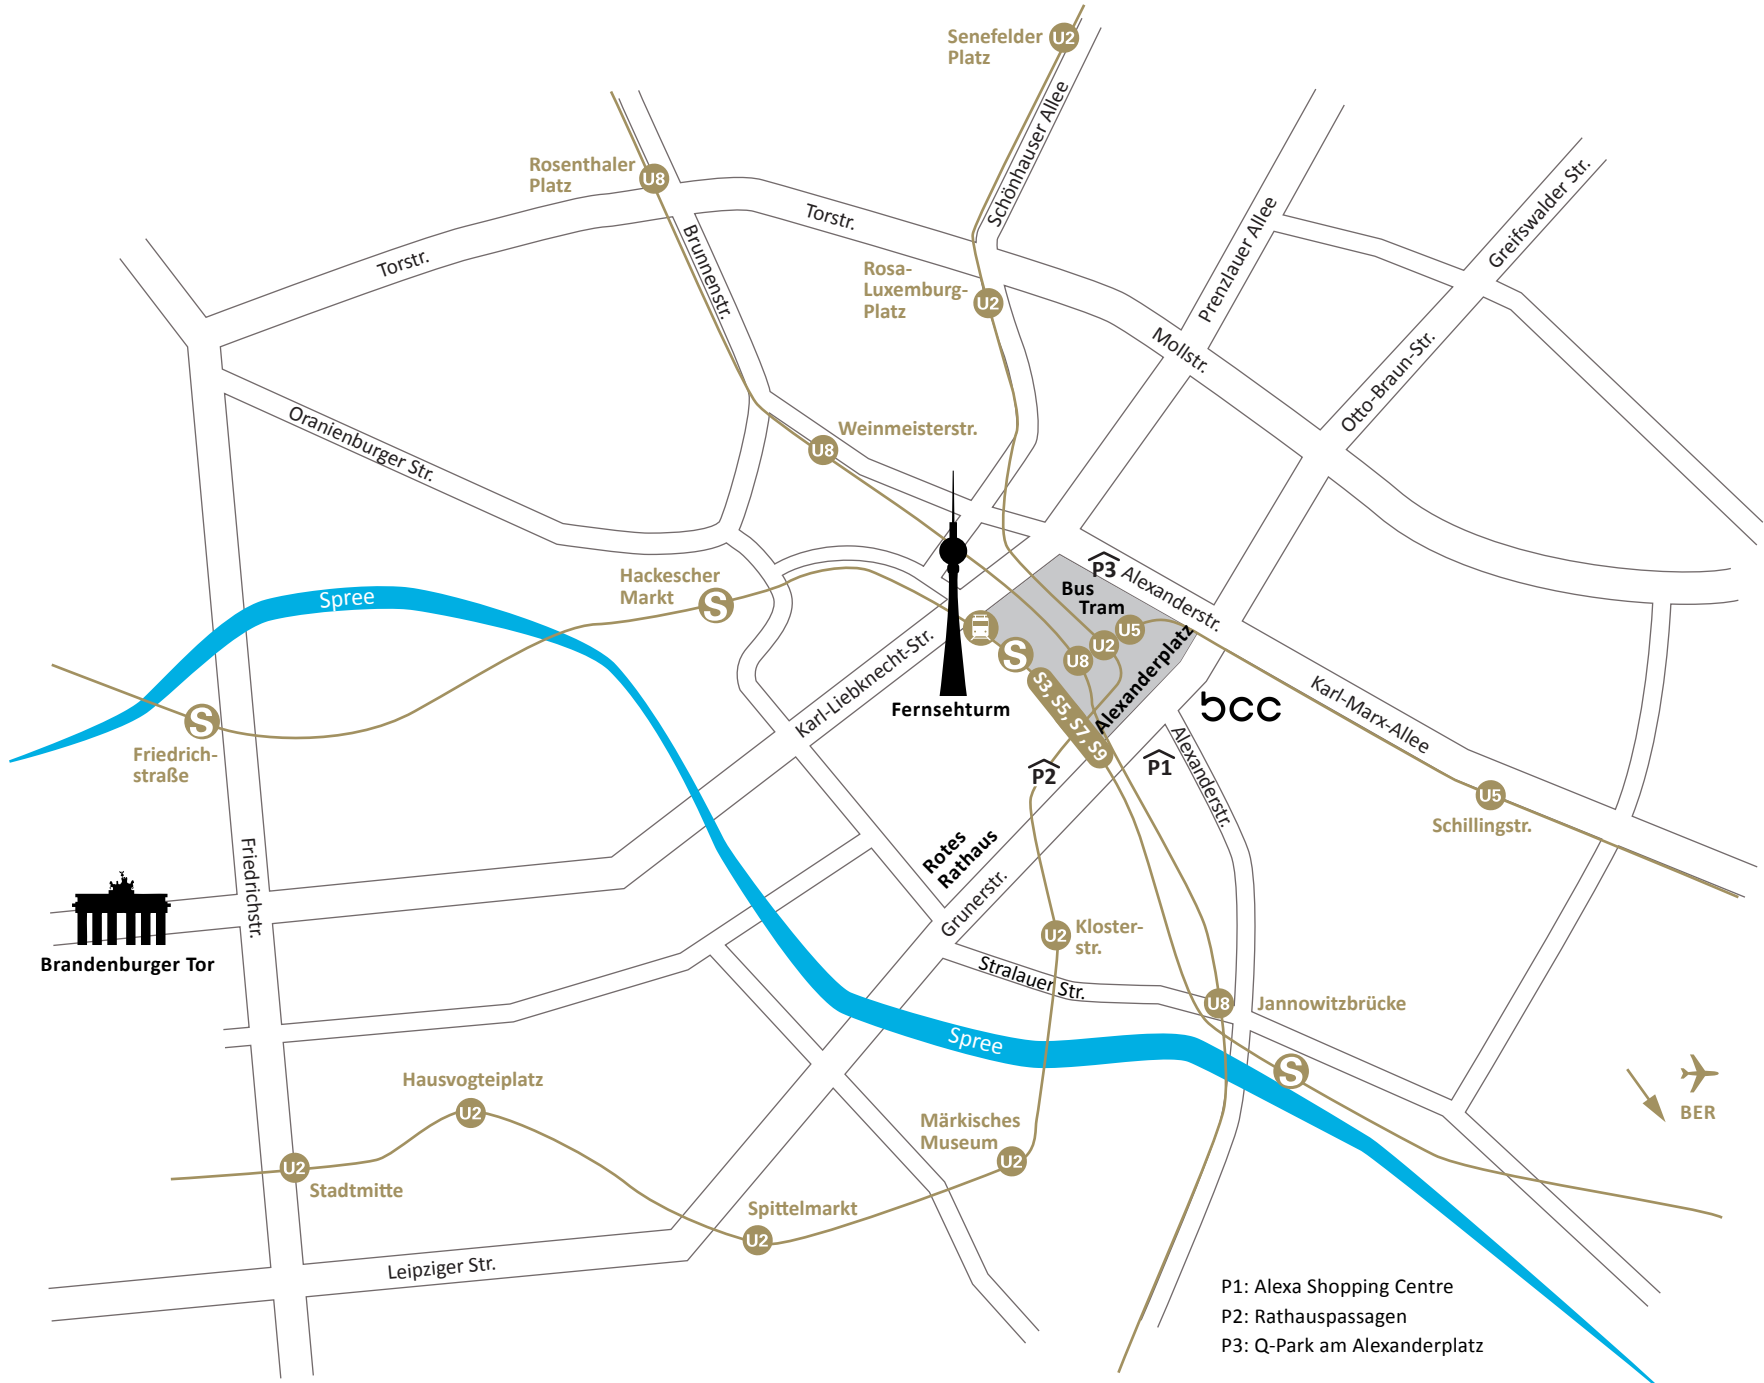 Senefelder
Platz
U2
Schönhauser Allee
Rosenthaler
Platz
U8
Torstr.
Torstr.
Brunnenstr.
Rosa-
Luxemburg-
Platz
U2
Prenzlauer Allee
Greifswalder Str.
Mollstr.
Otto-Braun-Str.
Oranienburger Str.
Weinmeisterstr.
U8
Hackescher
Markt
S
Spree
P3
Alexanderstr.
Bus
Tram
U5
U2
U8
S
S3, S5, S7, S9
Alexanderplatz
Karl-Liebknecht-Str.
Fernsehturm
bcc
Karl-Marx-Allee
S
Friedrich-
straße
Alexanderstr.
P1
P2
U5
Schillingstr.
Rotes
Rathaus
Friedrichstr.
Grunerstr.
Brandenburger Tor
U2
Kloster-
str.
Stralauer Str.
U8
Jannowitzbrücke
Spree
S
BER
Hausvogteiplatz
U2
Märkisches
Museum
U2
U2
Stadtmitte
Spittelmarkt
U2
Leipziger Str.
P1: Alexa Shopping Centre
P2: Rathauspassagen
P3: Q-Park am Alexanderplatz